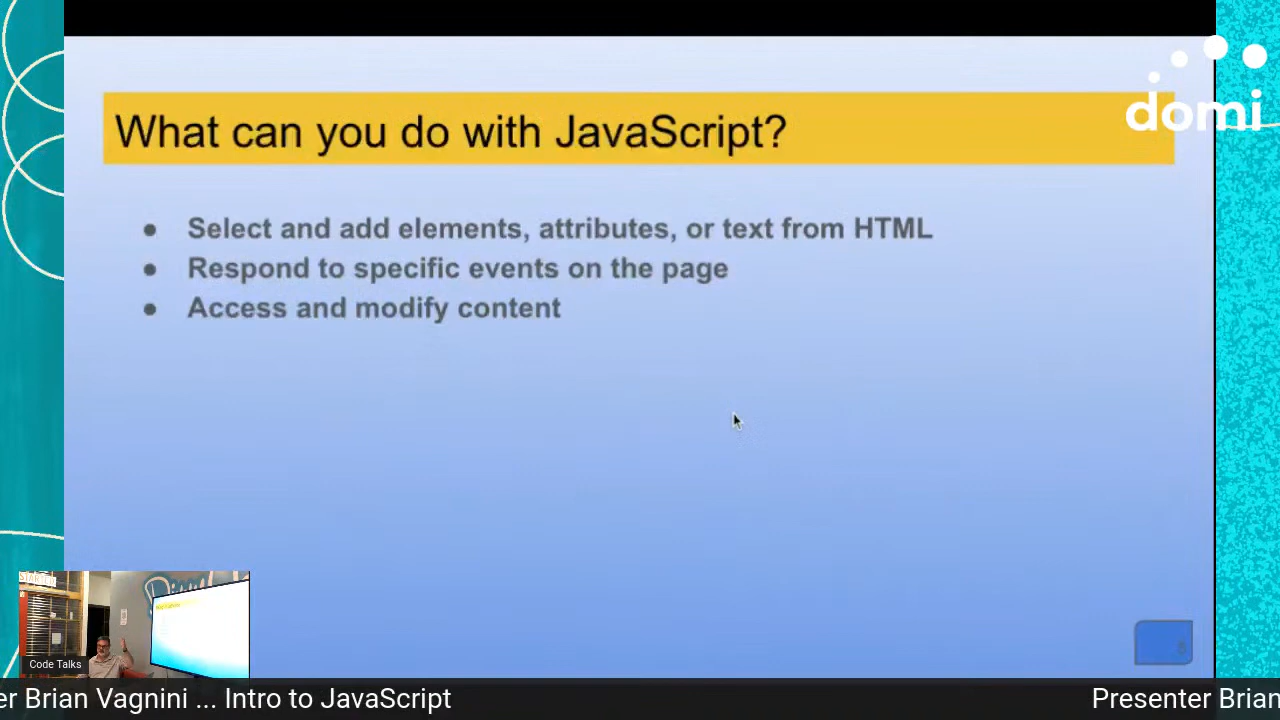 What can you do with JavaScript?
domi
● Select and add elements, attributes, or text from HTML
● Respond to specific events on the page
● Access and modify content
Code Talks
er Brian Vagnini ... Intro to JavaScript
Presenter Brian